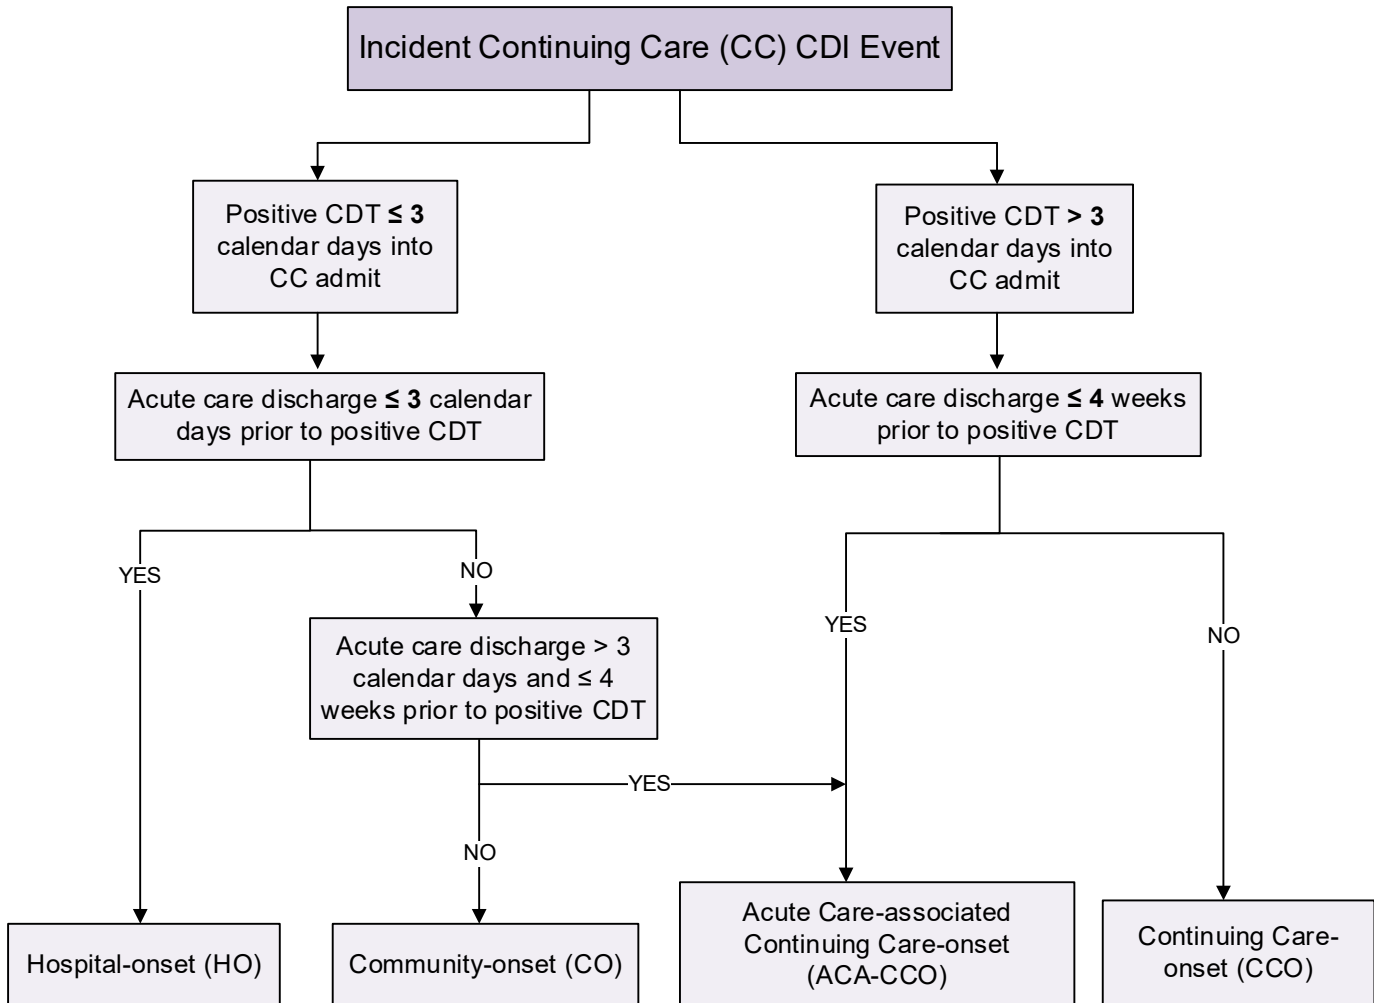 Incident Continuing Care (CC) CDI Event
Positive CDT ≤ 3
calendar days into
CC admit
Positive CDT > 3
calendar days into
CC admit
Acute care discharge ≤ 3 calendar
days prior to positive CDT
Acute care discharge ≤ 4 weeks
prior to positive CDT
YES
NO
Acute care discharge > 3
calendar days and ≤ 4
weeks prior to positive CDT
YES
NO
YES
NO
Hospital-onset (HO)
Community-onset (CO)
Acute Care-associated
Continuing Care-onset
(ACA-CCO)
Continuing Care-
onset (CCO)